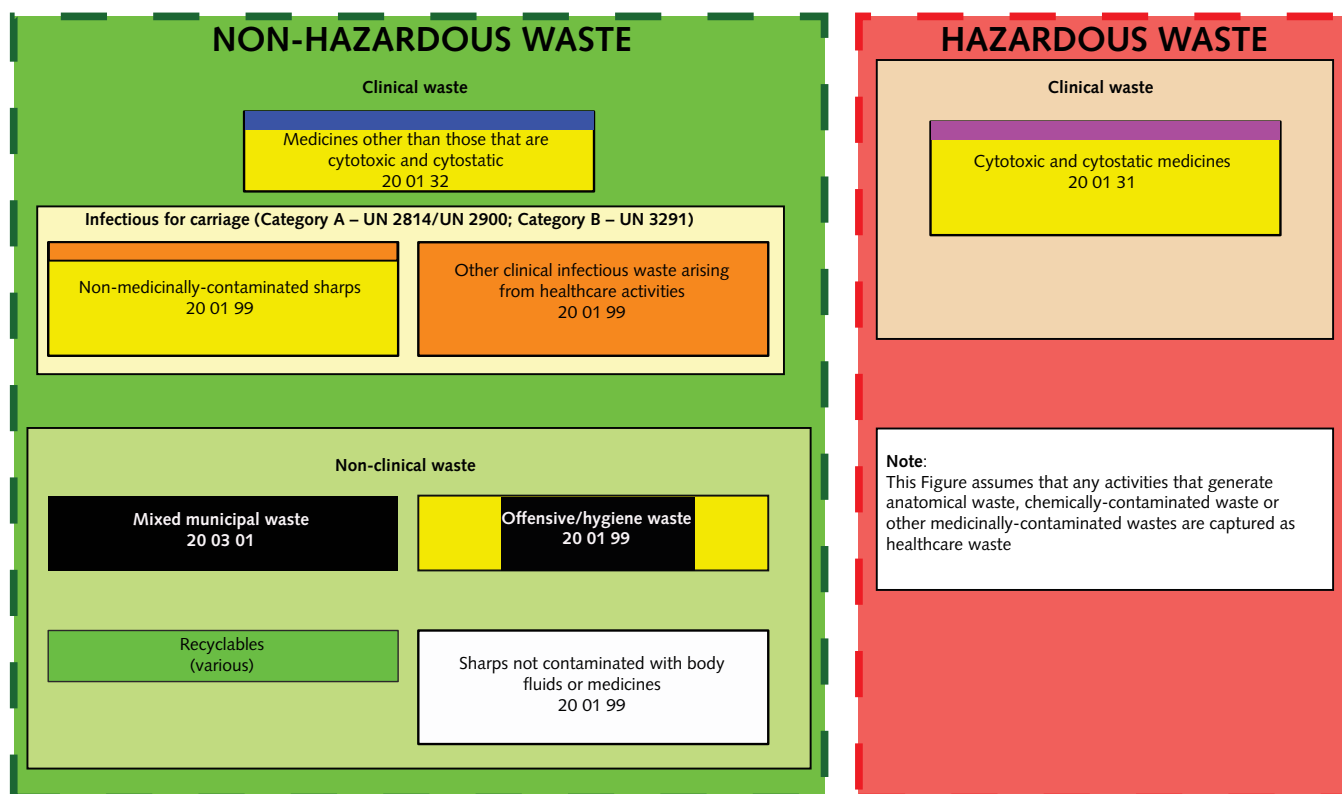 NON-HAZARDOUS WASTE
Clinical waste
Medicines other than those that are
cytotoxic and cytostatic
20 01 32
Infectious for carriage (Category A – UN 2814/UN 2900; Category B – UN 3291)
Non-medicinally-contaminated sharps
20 01 99
Other clinical infectious waste arising
from healthcare activities
20 01 99
Non-clinical waste
Mixed municipal waste
20 03 01
Offensive/hygiene waste
20 01 99
Recyclables
(various)
Sharps not contaminated with body
fluids or medicines
20 01 99
HAZARDOUS WASTE
Clinical waste
Cytotoxic and cytostatic medicines
20 01 31
Note:
This Figure assumes that any activities that generate
anatomical waste, chemically-contaminated waste or
other medicinally-contaminated wastes are captured as
healthcare waste